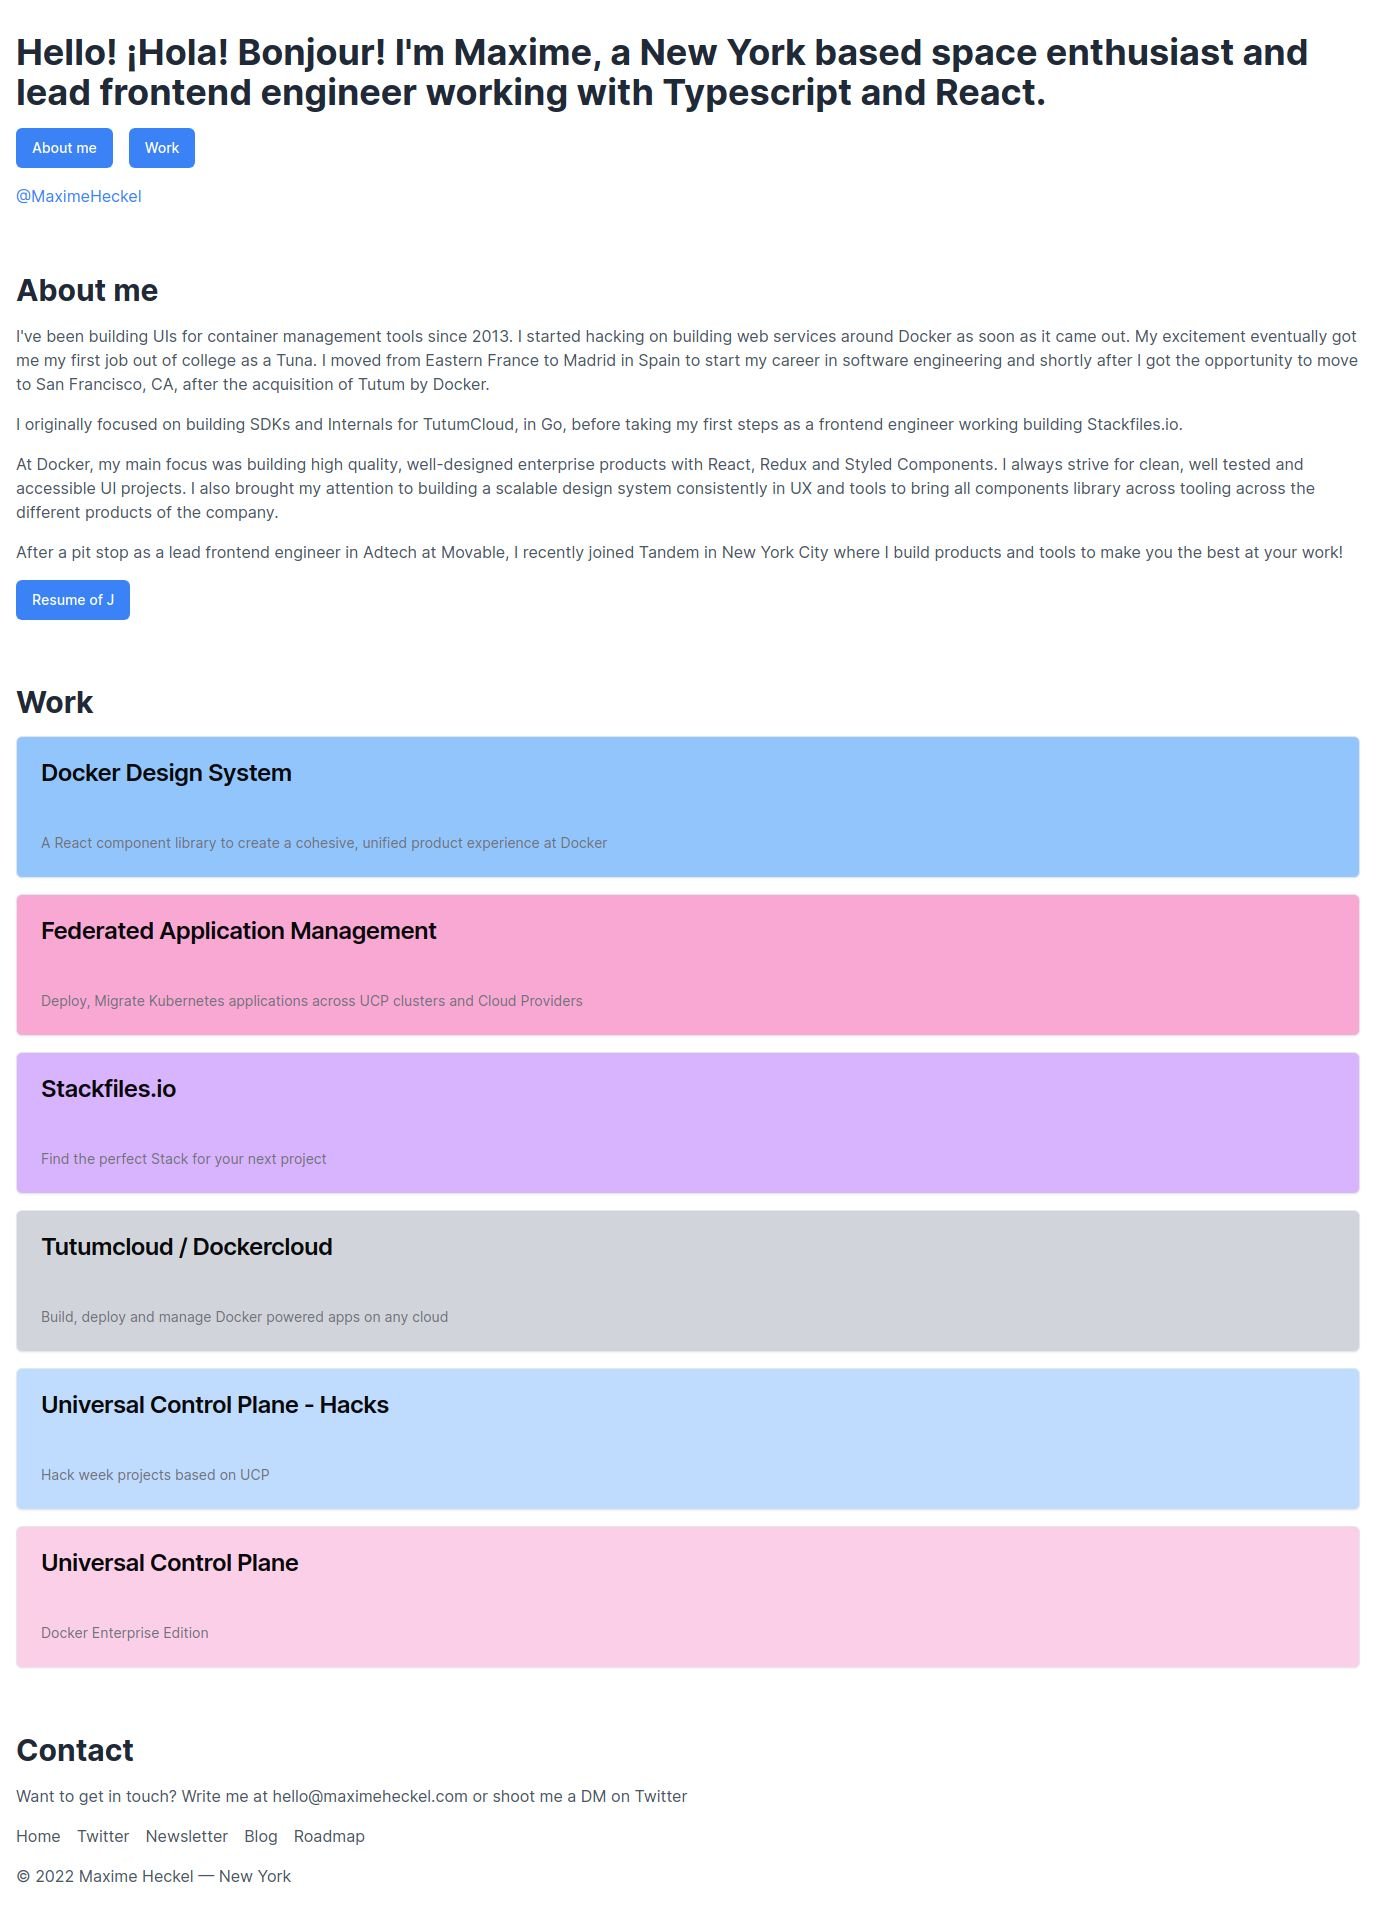 Hello! ¡Hola! Bonjour! I'm Maxime, a New York based space enthusiast and
lead frontend engineer working with Typescript and React.
About me
Work
@MaximeHeckel
About me
I've been building UIs for container management tools since 2013. I started hacking on building web services around Docker as soon as it came out. My excitement eventually got
me my first job out of college as a Tuna. I moved from Eastern France to Madrid in Spain to start my career in software engineering and shortly after I got the opportunity to move
to San Francisco, CA, after the acquisition of Tutum by Docker.
I originally focused on building SDKs and Internals for TutumCloud, in Go, before taking my first steps as a frontend engineer working building Stackfiles.io.
At Docker, my main focus was building high quality, well-designed enterprise products with React, Redux and Styled Components. I always strive for clean, well tested and
accessible UI projects. I also brought my attention to building a scalable design system consistently in UX and tools to bring all components library across tooling across the
different products of the company.
After a pit stop as a lead frontend engineer in Adtech at Movable, I recently joined Tandem in New York City where I build products and tools to make you the best at your work!
Resume of J
Work
Docker Design System
A React component library to create a cohesive, unified product experience at Docker
Federated Application Management
Deploy, Migrate Kubernetes applications across UCP clusters and Cloud Providers
Stackfiles.io
Find the perfect Stack for your next project
Tutumcloud / Dockercloud
Build, deploy and manage Docker powered apps on any cloud
Universal Control Plane - Hacks
Hack week projects based on UCP
Universal Control Plane
Docker Enterprise Edition
Contact
Want to get in touch? Write me at hello@maximeheckel.com or shoot me a DM on Twitter
Home Twitter Newsletter Blog Roadmap
© 2022 Maxime Heckel — New York